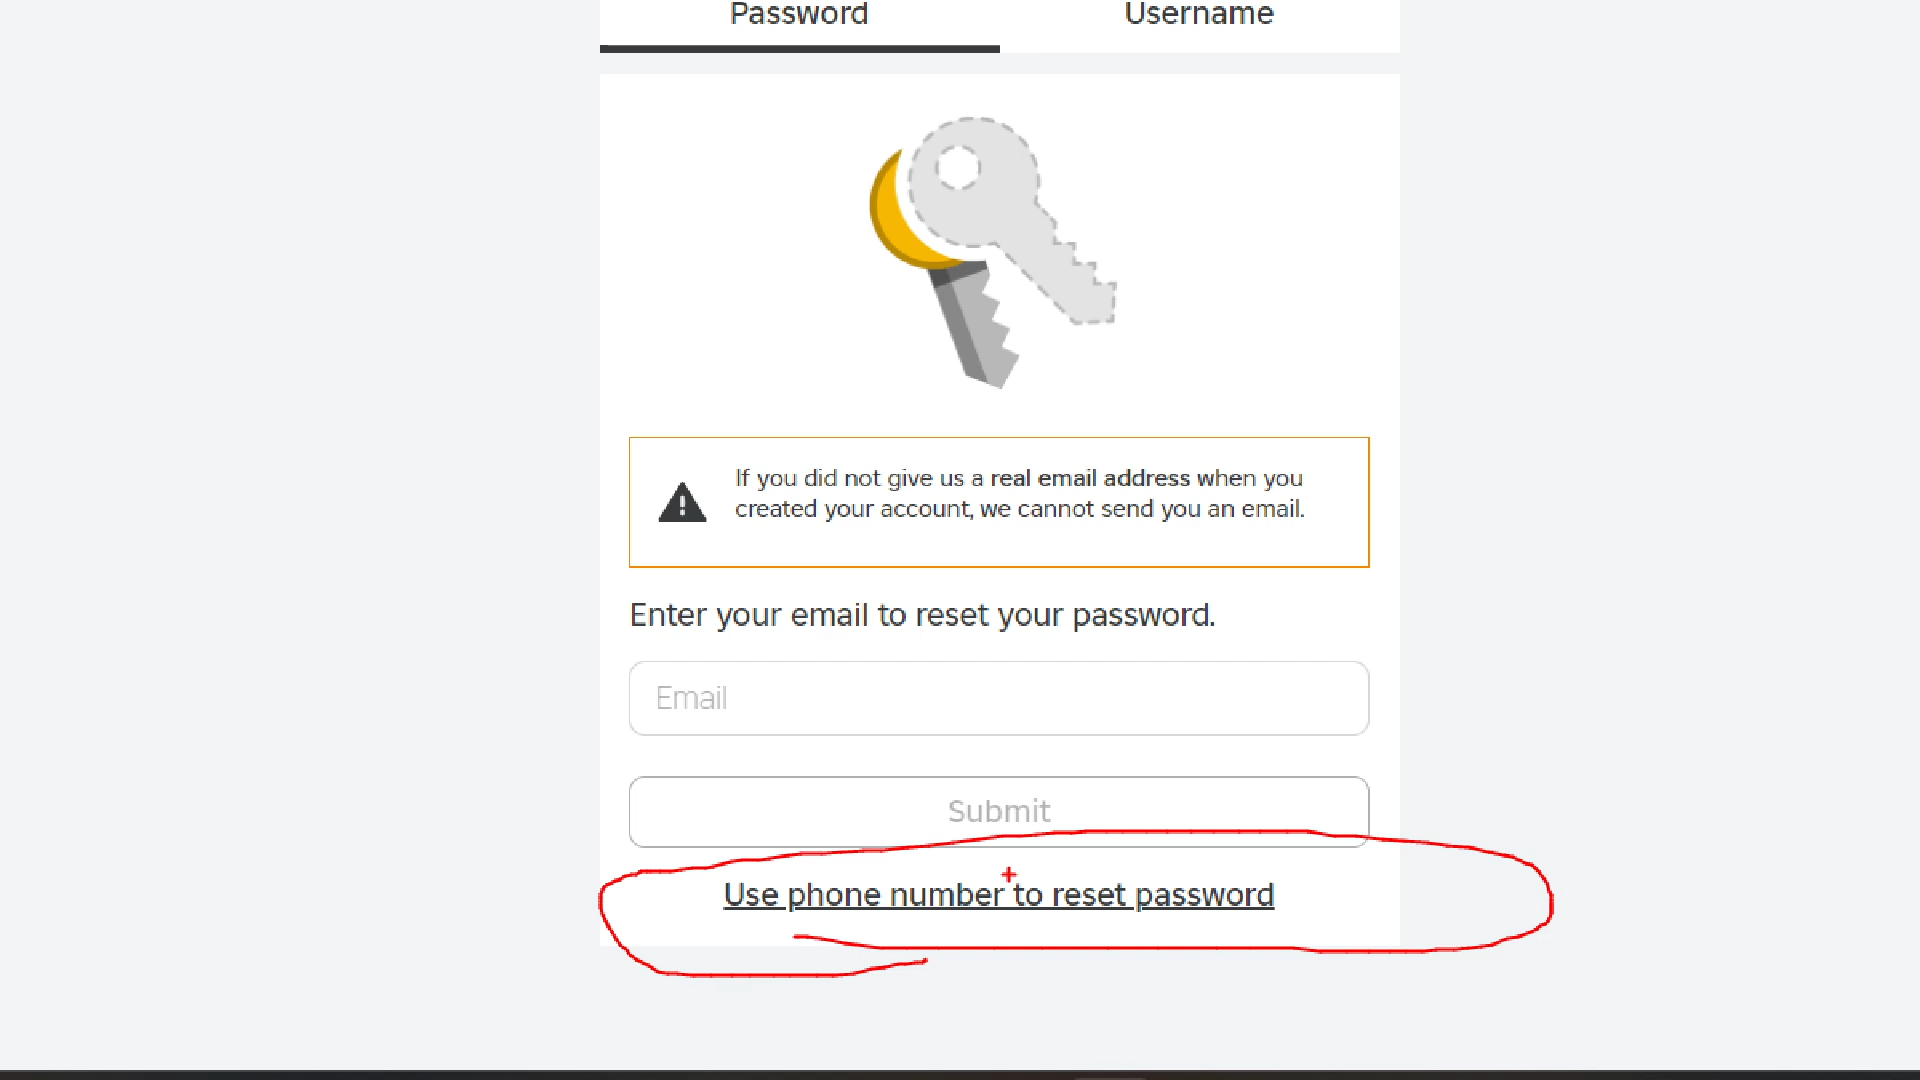 Password
Username
If you did not give us a real email address when you
created your account, we cannot send you an email.
Enter your email to reset your password.
Email
Submit
Use phone number to reset password